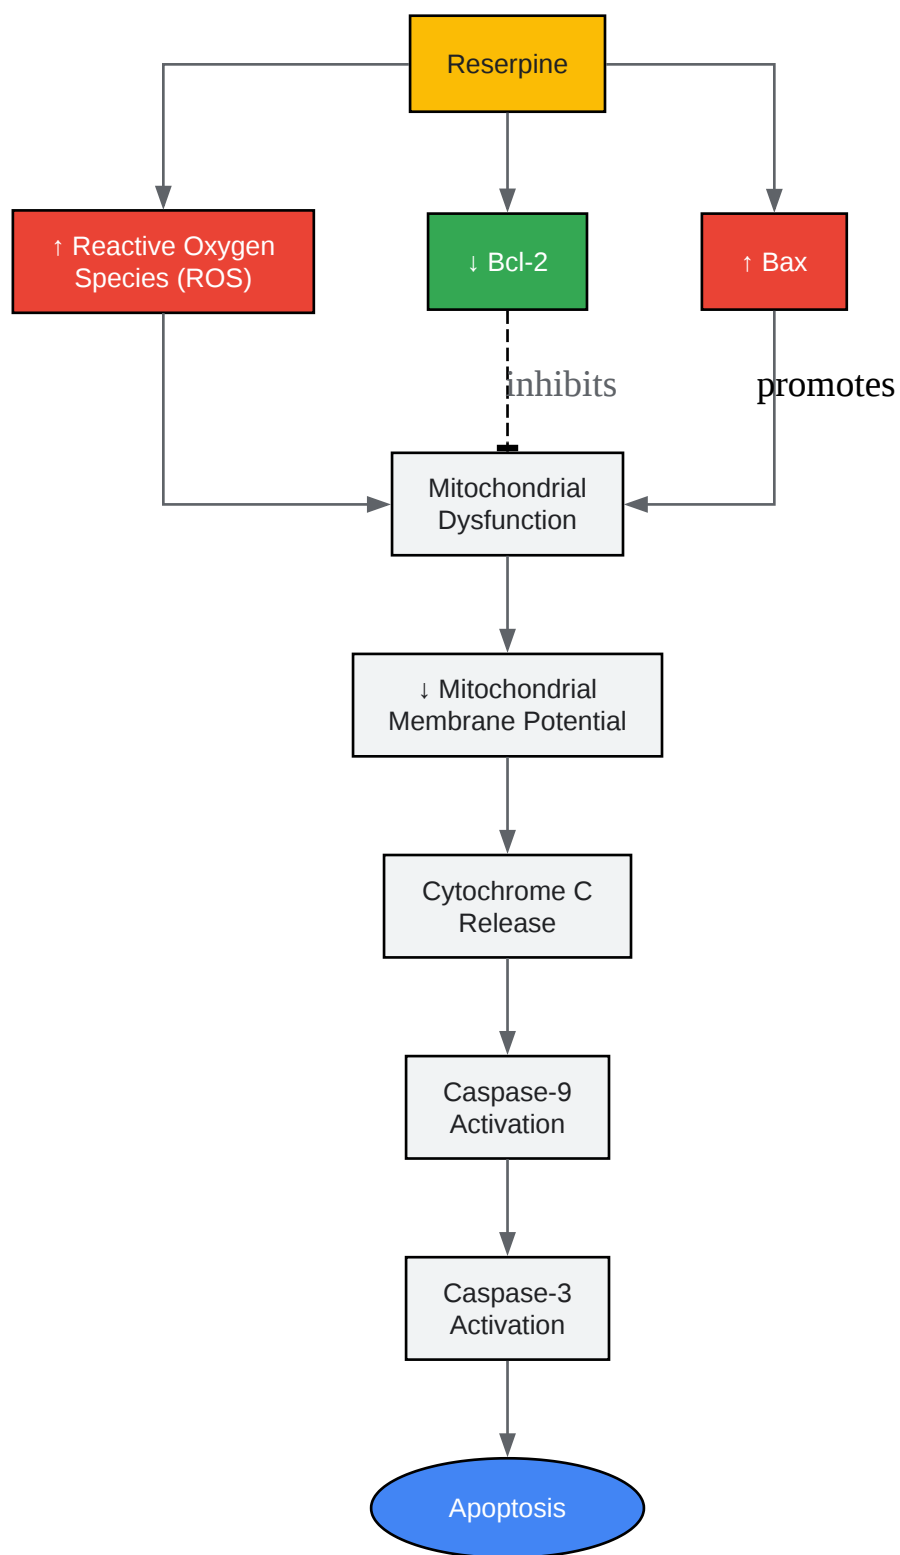 Reserpine
↑ Reactive Oxygen
Species (ROS)
↓ Bcl-2
↑ Bax
inhibits
promotes
Mitochondrial
Dysfunction
↓ Mitochondrial
Membrane Potential
Cytochrome C
Release
Caspase-9
Activation
Caspase-3
Activation
Apoptosis